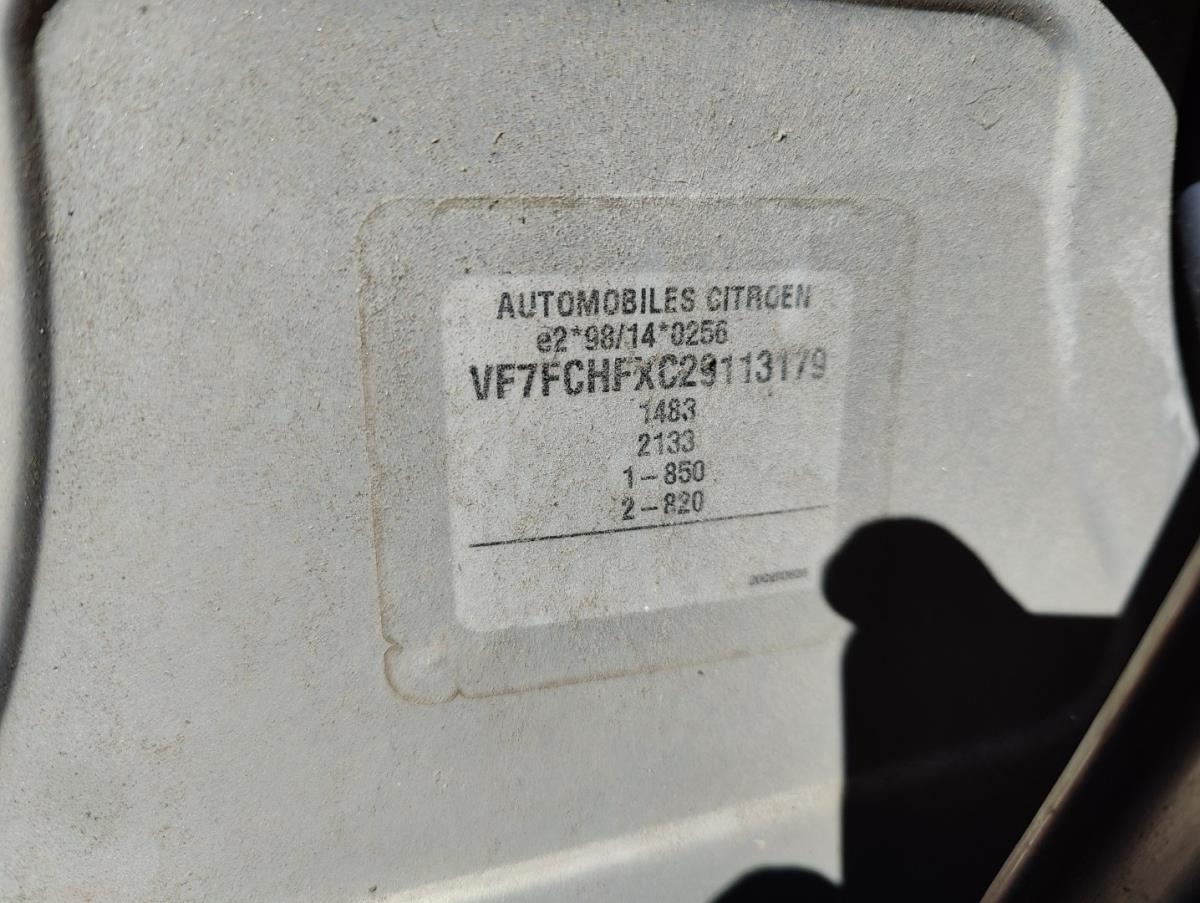 AUTOMOBILES CITROEN
e2*98/14*0256
VF7FCHFXC29113179
1483
2133
1-850
2-820